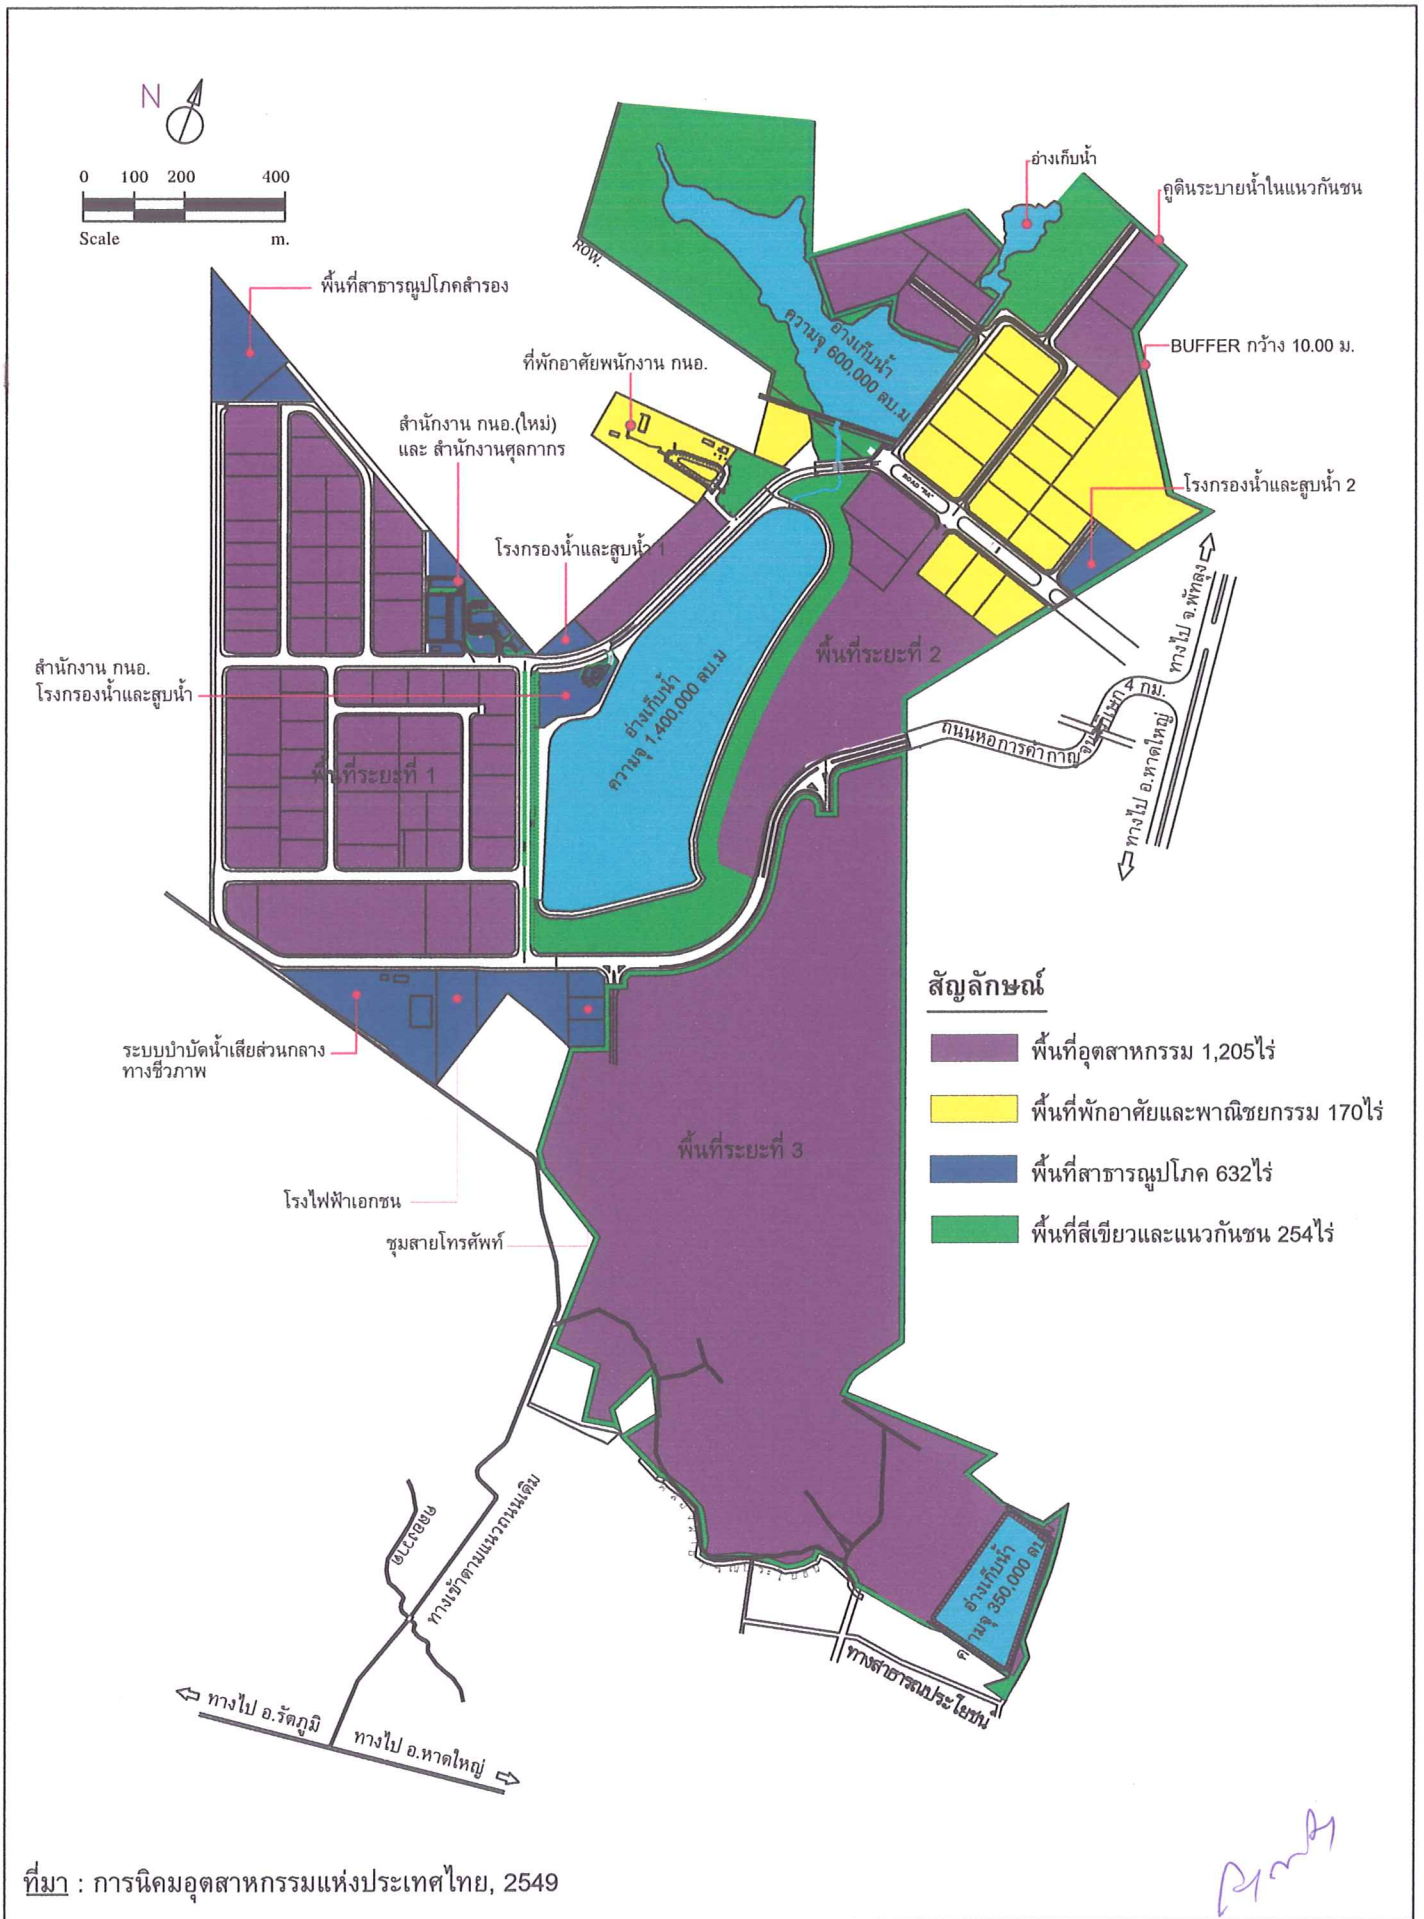 N
0 100 200 400
Scale m.
อ่างเก็บน้ำ
คูดินระบายน้ำในแนวกันชน
ROW.
พื้นที่สาธารณูปโภคสำรอง
อ่างเก็บน้ำ
ความจุ 600,000 ลบ.ม
BUFFER กว้าง 10.00 ม.
ที่พักอาศัยพนักงาน กนอ.
สำนักงาน กนอ.(ใหม่)
และ สำนักงานศุลกากร
ROAD "RA"
โรงกรองน้ำและสูบน้ำ 2
โรงกรองน้ำและสูบน้ำ 1
ทางไป จ.พัทลุง
พื้นที่ระยะที่ 2
สำนักงาน กนอ.
โรงกรองน้ำและสูบน้ำ
อ่างเก็บน้ำ
ความจุ 1,400,000 ลบ.ม
4 กม.
ถนนหอการค้ากาญ
พื้นที่ระยะที่ 1
ทางไป อ.หาดใหญ่
สัญลักษณ์
พื้นที่อุตสาหกรรม 1,205ไร่
ระบบบำบัดน้ำเสียส่วนกลาง
ทางชีวภาพ
พื้นที่พักอาศัยและพาณิชยกรรม 170ไร่
พื้นที่ระยะที่ 3
พื้นที่สาธารณูปโภค 632ไร่
โรงไฟฟ้าเอกชน
พื้นที่สีเขียวและแนวกันชน 254ไร่
ชุมสายโทรศัพท์
คลองวาด
ทางเข้าตามแนวถนนเดิม
อ่างเก็บน้ำ
ความจุ 350,000 ลบ.
ทางสาธารณประโยชน์
ทางไป อ.รัตภูมิ
ทางไป อ.หาดใหญ่
ที่มา : การนิคมอุตสาหกรรมแห่งประเทศไทย, 2549